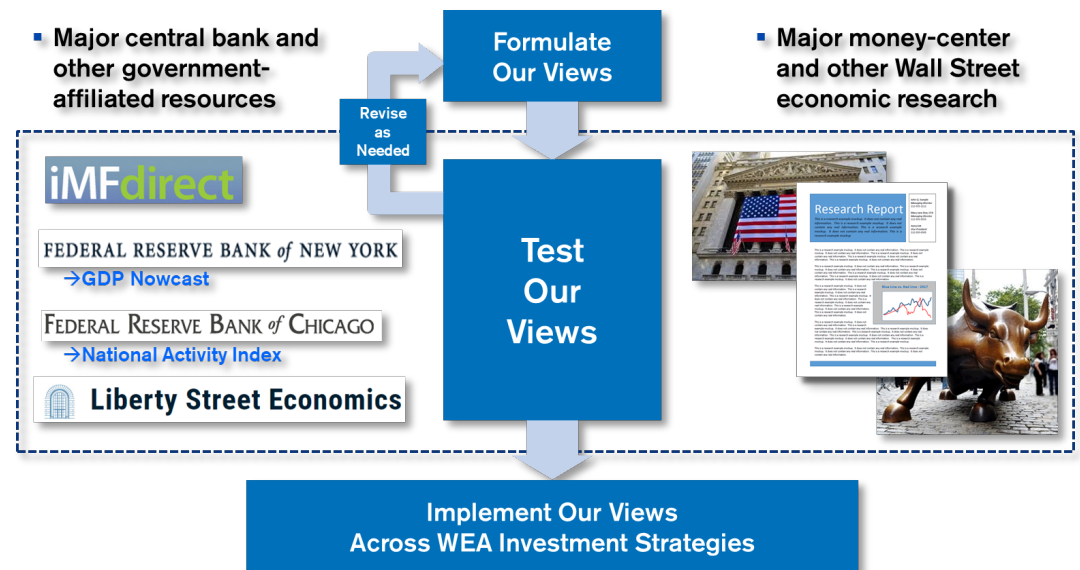 ▪ Major central bank and
other government-
affiliated resources
Formulate
Our Views
▪ Major money-center
and other Wall Street
economic research
Revise
as
Needed
iMFdirect
FEDERAL RESERVE BANK of NEW YORK
→GDP Nowcast
FEDERAL RESERVE BANK of CHICAGO
→National Activity Index
Liberty Street Economics
Test
Our
Views
Research Report
Implement Our Views
Across WEA Investment Strategies